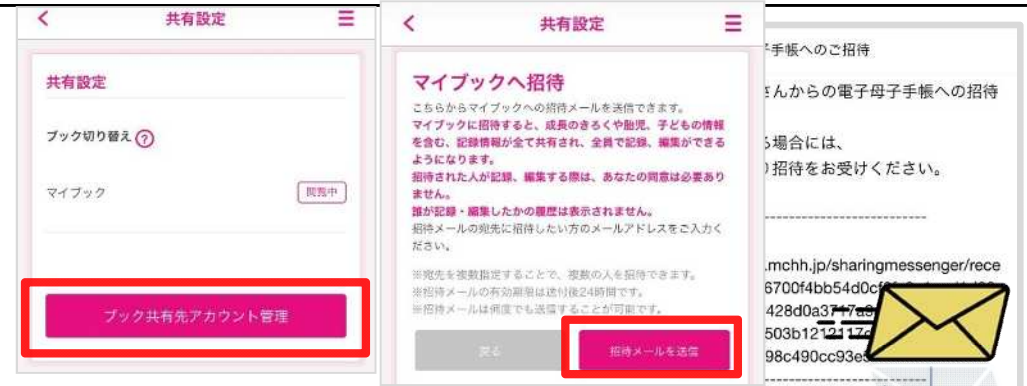 共有設定
共有設定
ブック切り替え ?
マイブック
閲覧中
ブック共有先アカウント管理
共有設定
マイブックへ招待
こちらからマイブックへの招待メールを送信できます。
マイブックに招待すると、成長のきろくや胎児、子どもの情報
を含む、記録情報が全て共有され、全員で記録、編集ができる
ようになります。
招待された人が記録、編集する際は、あなたの同意は必要あり
ません。
誰が記録・編集したかの履歴は表示されません。
招待メールの宛先に招待したい方のメールアドレスをご入力く
ださい。
※宛先を複数指定することで、複数の人を招待できます。
※招待メールの有効期限は送付後24時間です。
※招待メールは何度でも送信することが可能です。
戻る
招待メールを送信
手帳へのご招待
さんからの電子母子手帳への招待
場合には、
招待をお受けください。
.mchh.jp/sharingmessenger/rece
6700f4bb54d0c
428d0a3717a
503b1212117
98c490cc93e